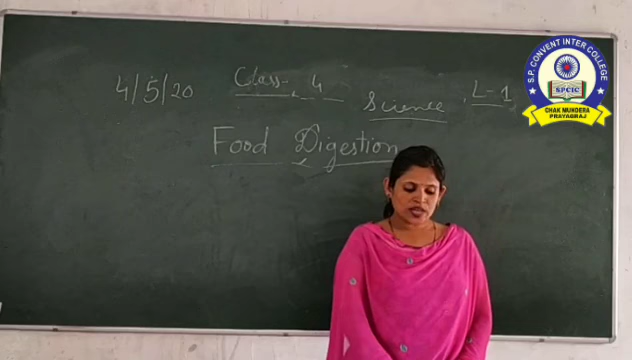 4/5/20 Class- 4 Science L-1
Food Digestion
S.P. CONVENT INTER COLLEGE
SPCIC
CHAK MUNDERA
PRAYAGRAJ